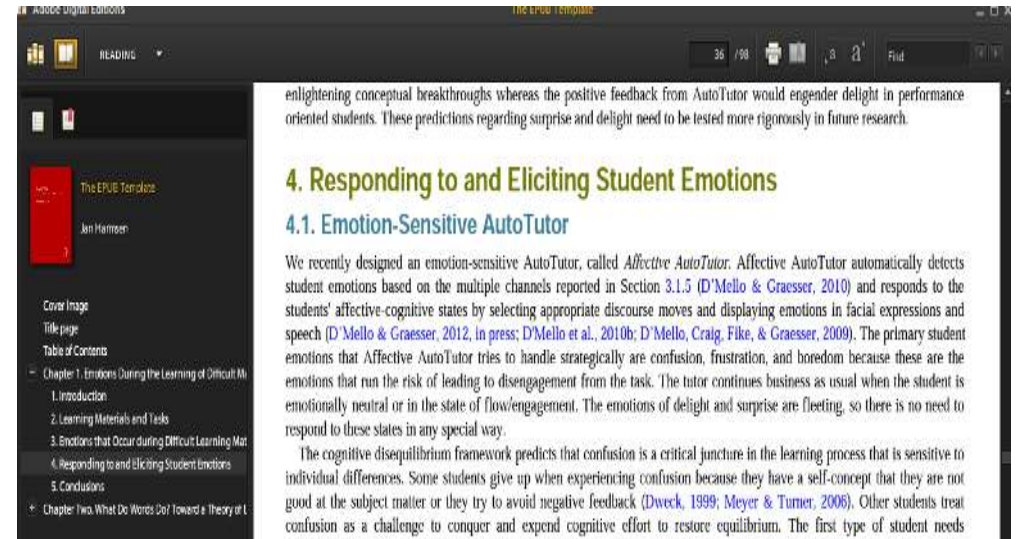 Adobe Digital Editions
The EPUB Template
READING
36 /98
a
a
Find
The EPUB Template
Jan Harmsen
Cover Image
Title page
Table of Contents
Chapter 1. Emotions During the Learning of Difficult M
1. Introduction
2. Learning Materials and Tasks
3. Emotions that Occur during Difficult Learning Mat
4. Responding to and Eliciting Student Emotions
5. Conclusions
Chapter Two. What Do Words Do? Toward a Theory of L
enlightening conceptual breakthroughs whereas the positive feedback from AutoTutor would engender delight in performance
oriented students. These predictions regarding surprise and delight need to be tested more rigorously in future research.
4. Responding to and Eliciting Student Emotions
4.1. Emotion-Sensitive AutoTutor
We recently designed an emotion-sensitive AutoTutor, called Affective AutoTutor. Affective AutoTutor automatically detects
student emotions based on the multiple channels reported in Section 3.1.5 (D'Mello & Graesser, 2010) and responds to the
students' affective-cognitive states by selecting appropriate discourse moves and displaying emotions in facial expressions and
speech (D'Mello & Graesser, 2012, in press; D'Mello et al., 2010b; D'Mello, Craig, Fike, & Graesser, 2009). The primary student
emotions that Affective AutoTutor tries to handle strategically are confusion, frustration, and boredom because these are the
emotions that run the risk of leading to disengagement from the task. The tutor continues business as usual when the student is
emotionally neutral or in the state of flow/engagement. The emotions of delight and surprise are fleeting, so there is no need to
respond to these states in any special way.
The cognitive disequilibrium framework predicts that confusion is a critical juncture in the learning process that is sensitive to
individual differences. Some students give up when experiencing confusion because they have a self-concept that they are not
good at the subject matter or they try to avoid negative feedback (Dweck, 1999; Meyer & Turner, 2006). Other students treat
confusion as a challenge to conquer and expend cognitive effort to restore equilibrium. The first type of student needs